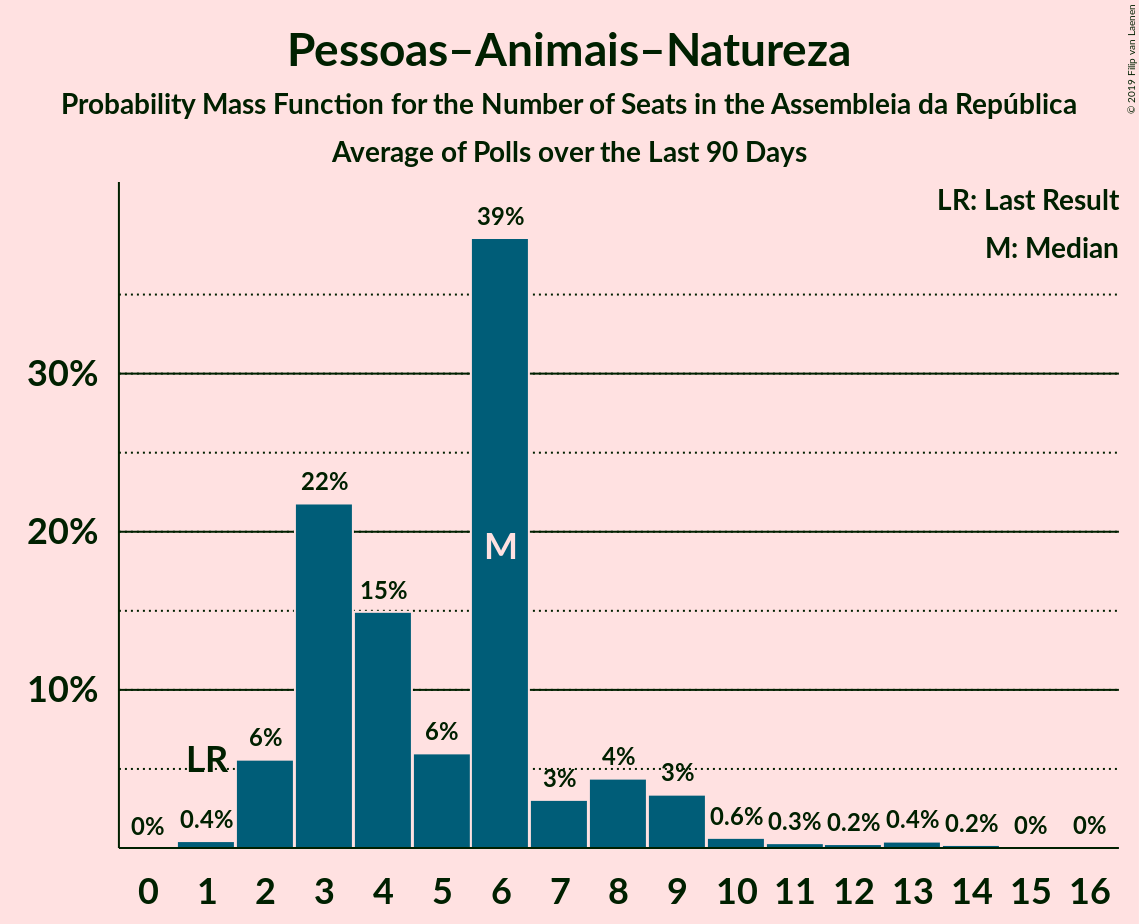 Pessoas–Animais–Natureza
Probability Mass Function for the Number of Seats in the Assembleia da República
Average of Polls over the Last 90 Days
© 2019 Filip van Laenen
LR: Last Result
M: Median
39%
30%
22%
20%
M
15%
10%
LR
6%
6%
3%
4%
3%
0%
0.4%
0.6%
0.3%
0.2%
0.4%
0.2%
0%
0%
0 1 2 3 4 5 6 7 8 9 10 11 12 13 14 15 16